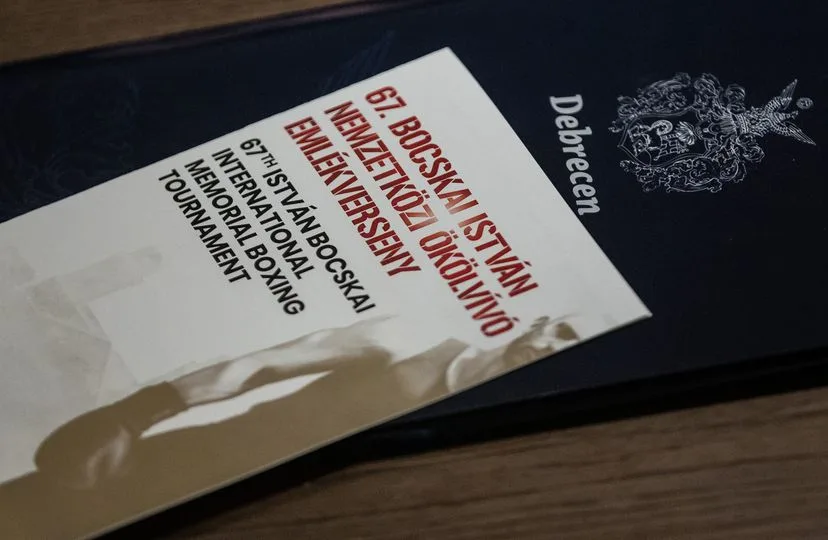 67. BOCSKAI ISTVÁN
NEMZETKÖZI ÖKÖLVÍVÓ
EMLÉKVERSENY
67TH ISTVÁN BOCSKAI
INTERNATIONAL
MEMORIAL BOXING
TOURNAMENT
Debrecen